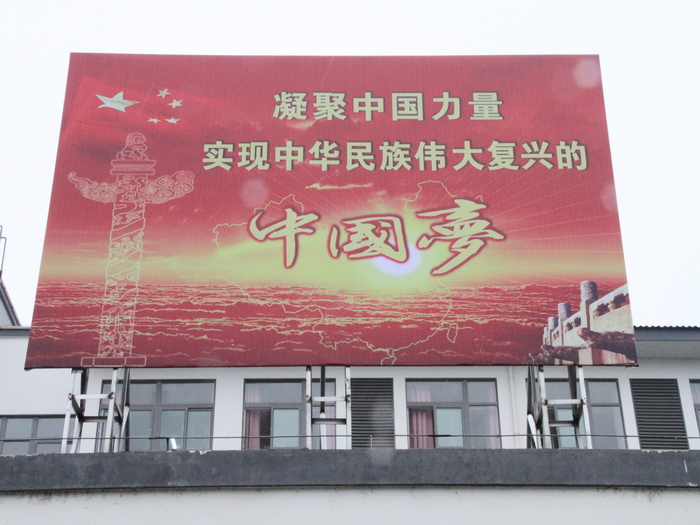 凝聚中国力量
实现中华民族伟大复兴的
中國夢